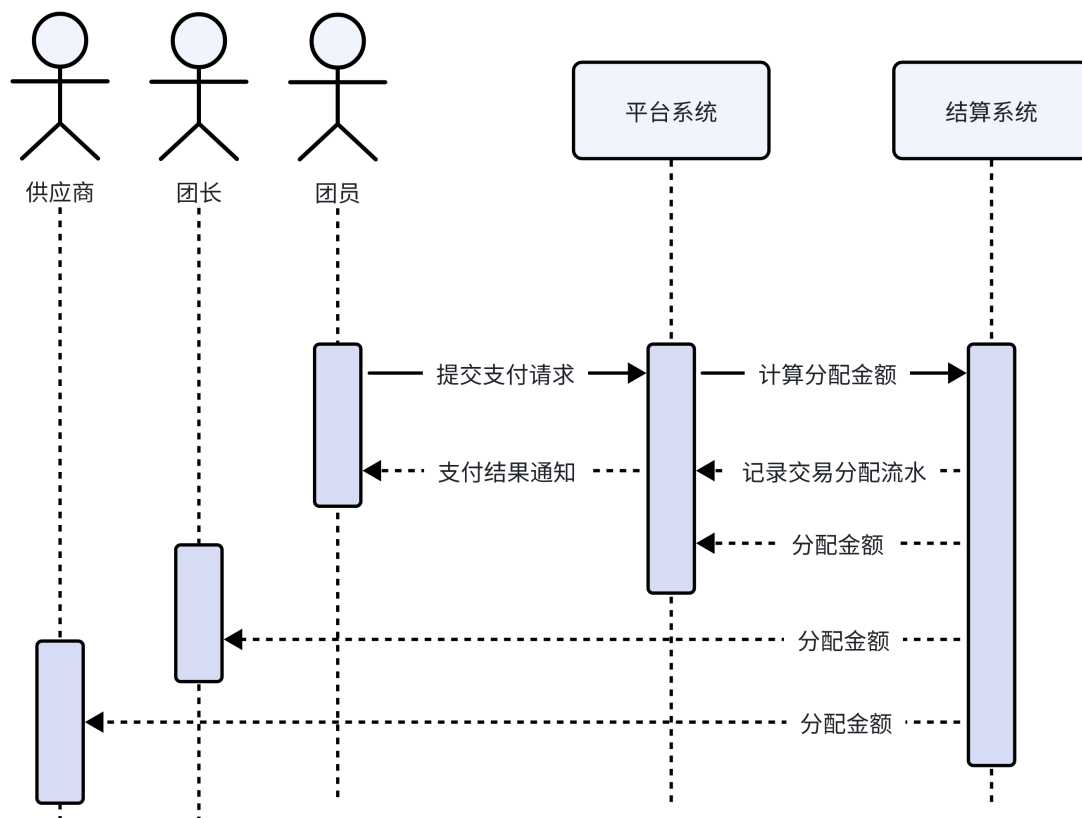 平台系统
结算系统
供应商
团长
团员
提交支付请求
计算分配金额
支付结果通知
记录交易分配流水
分配金额
分配金额
分配金额